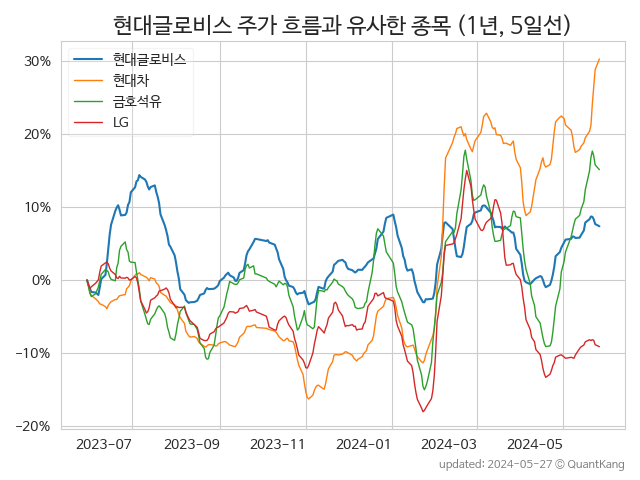 현대글로비스 주가 흐름과 유사한 종목 (1년, 5일선)
현대글로비스
현대차
금호석유
LG
30%
20%
10%
0%
−10%
−20%
2023-07
2023-09
2023-11
2024-01
2024-03
2024-05
updated: 2024-05-27 © QuantKang